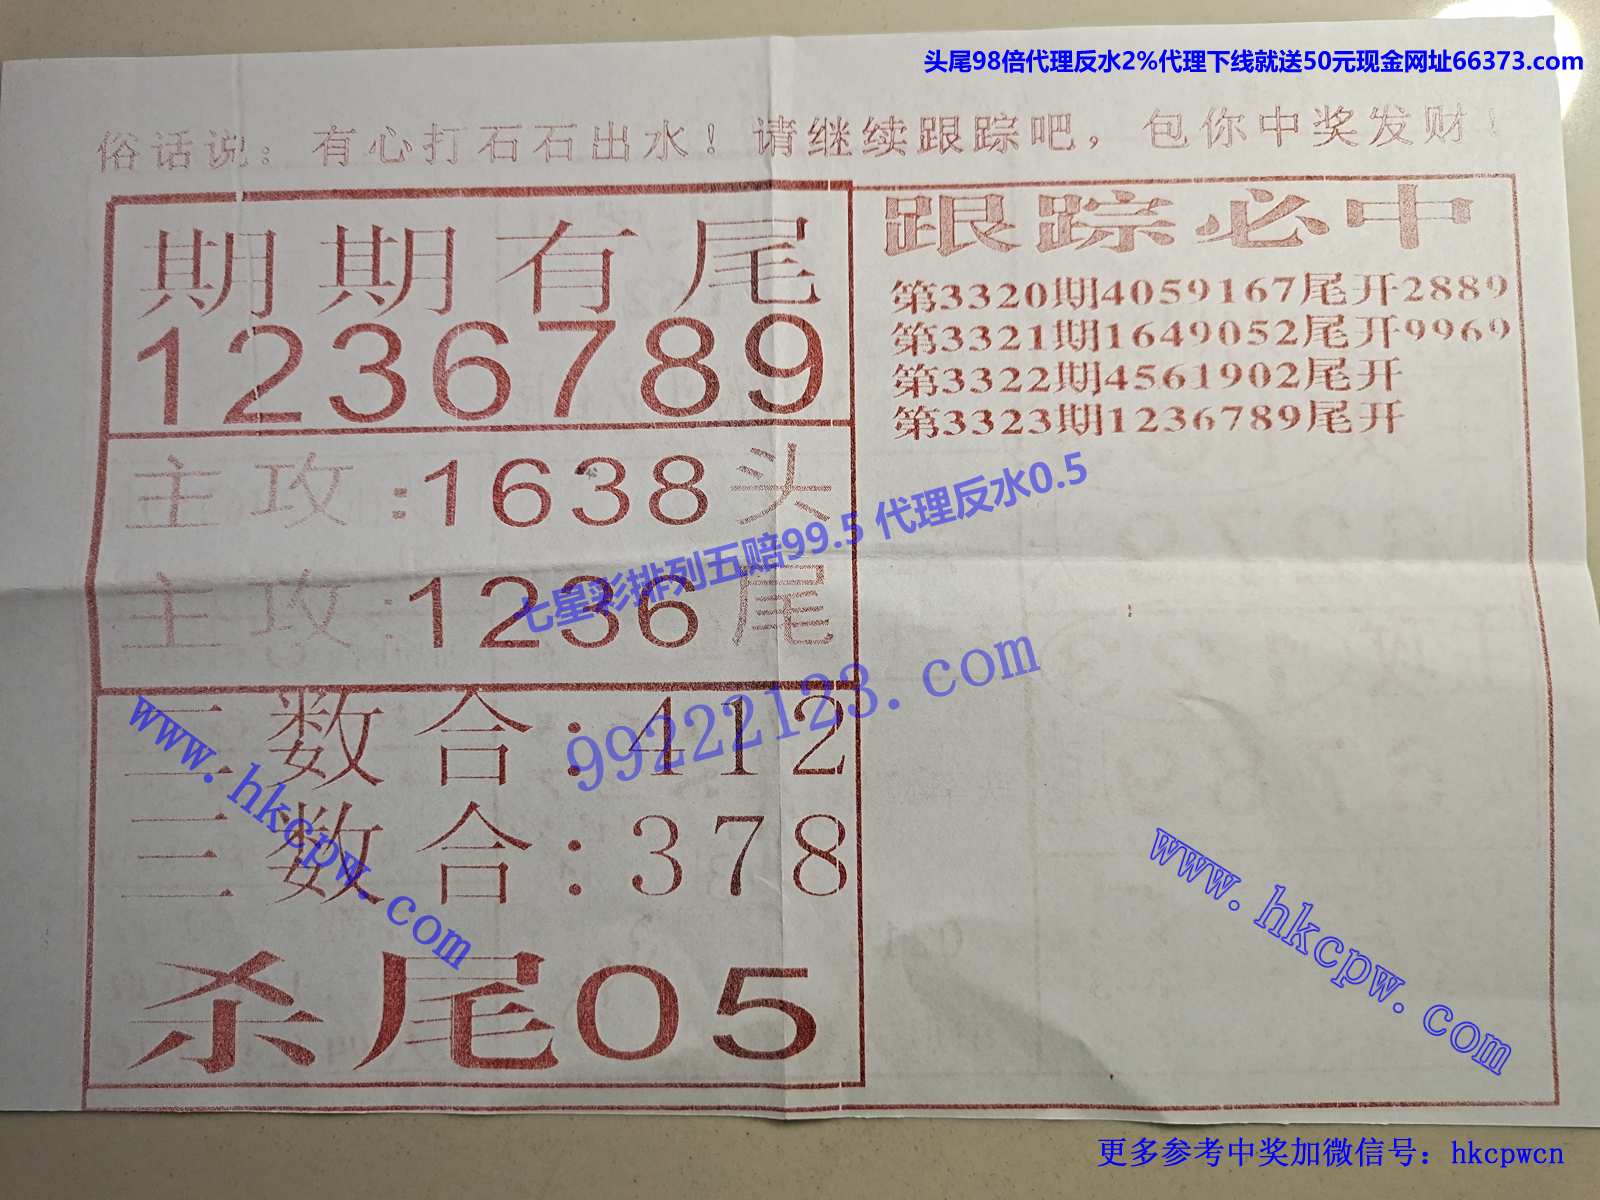 头尾98倍代理反水2%代理下线就送50元现金网址66373.com
俗话说：有心打石石出水！请继续跟踪吧，包你中奖发财！
期期有尾
1236789
主攻:1638头
主攻:1236尾
三数合:412
三数合:378
杀尾05
跟踪必中
第3320期4059167尾开2889
第3321期1649052尾开9969
第3322期4561902尾开
第3323期1236789尾开
七星彩排列五赔99.5 代理反水0.5
99222123.com
www.hkcpw.com
www.hkcpw.com
更多参考中奖加微信号：hkcpwcn